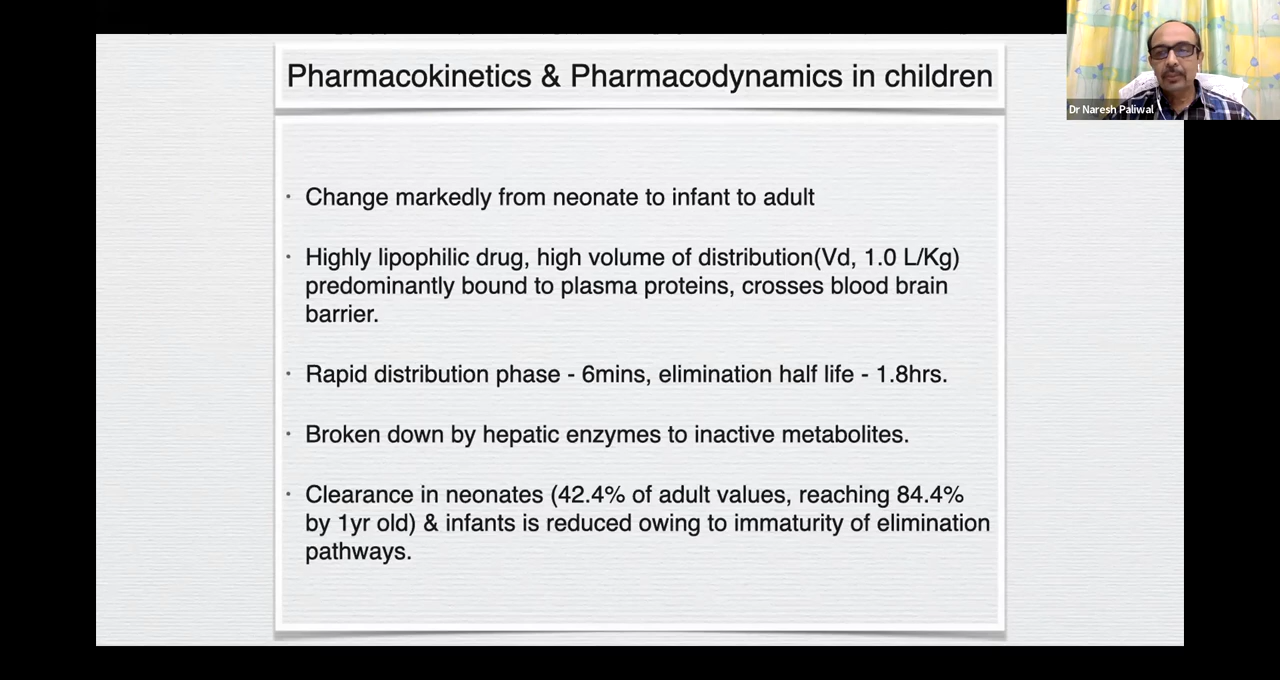 Pharmacokinetics & Pharmacodynamics in children
Dr Naresh Paliwal
· Change markedly from neonate to infant to adult
· Highly lipophilic drug, high volume of distribution(Vd, 1.0 L/Kg)
predominantly bound to plasma proteins, crosses blood brain
barrier.
· Rapid distribution phase - 6mins, elimination half life - 1.8hrs.
· Broken down by hepatic enzymes to inactive metabolites.
· Clearance in neonates (42.4% of adult values, reaching 84.4%
by 1yr old) & infants is reduced owing to immaturity of elimination
pathways.